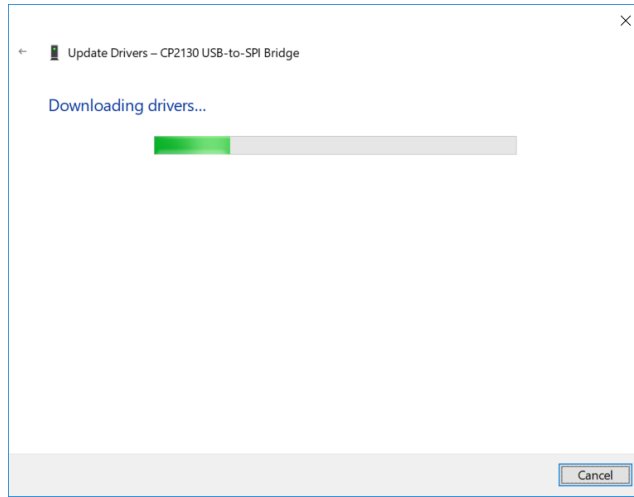 Update Drivers – CP2130 USB-to-SPI Bridge
Downloading drivers...
Cancel